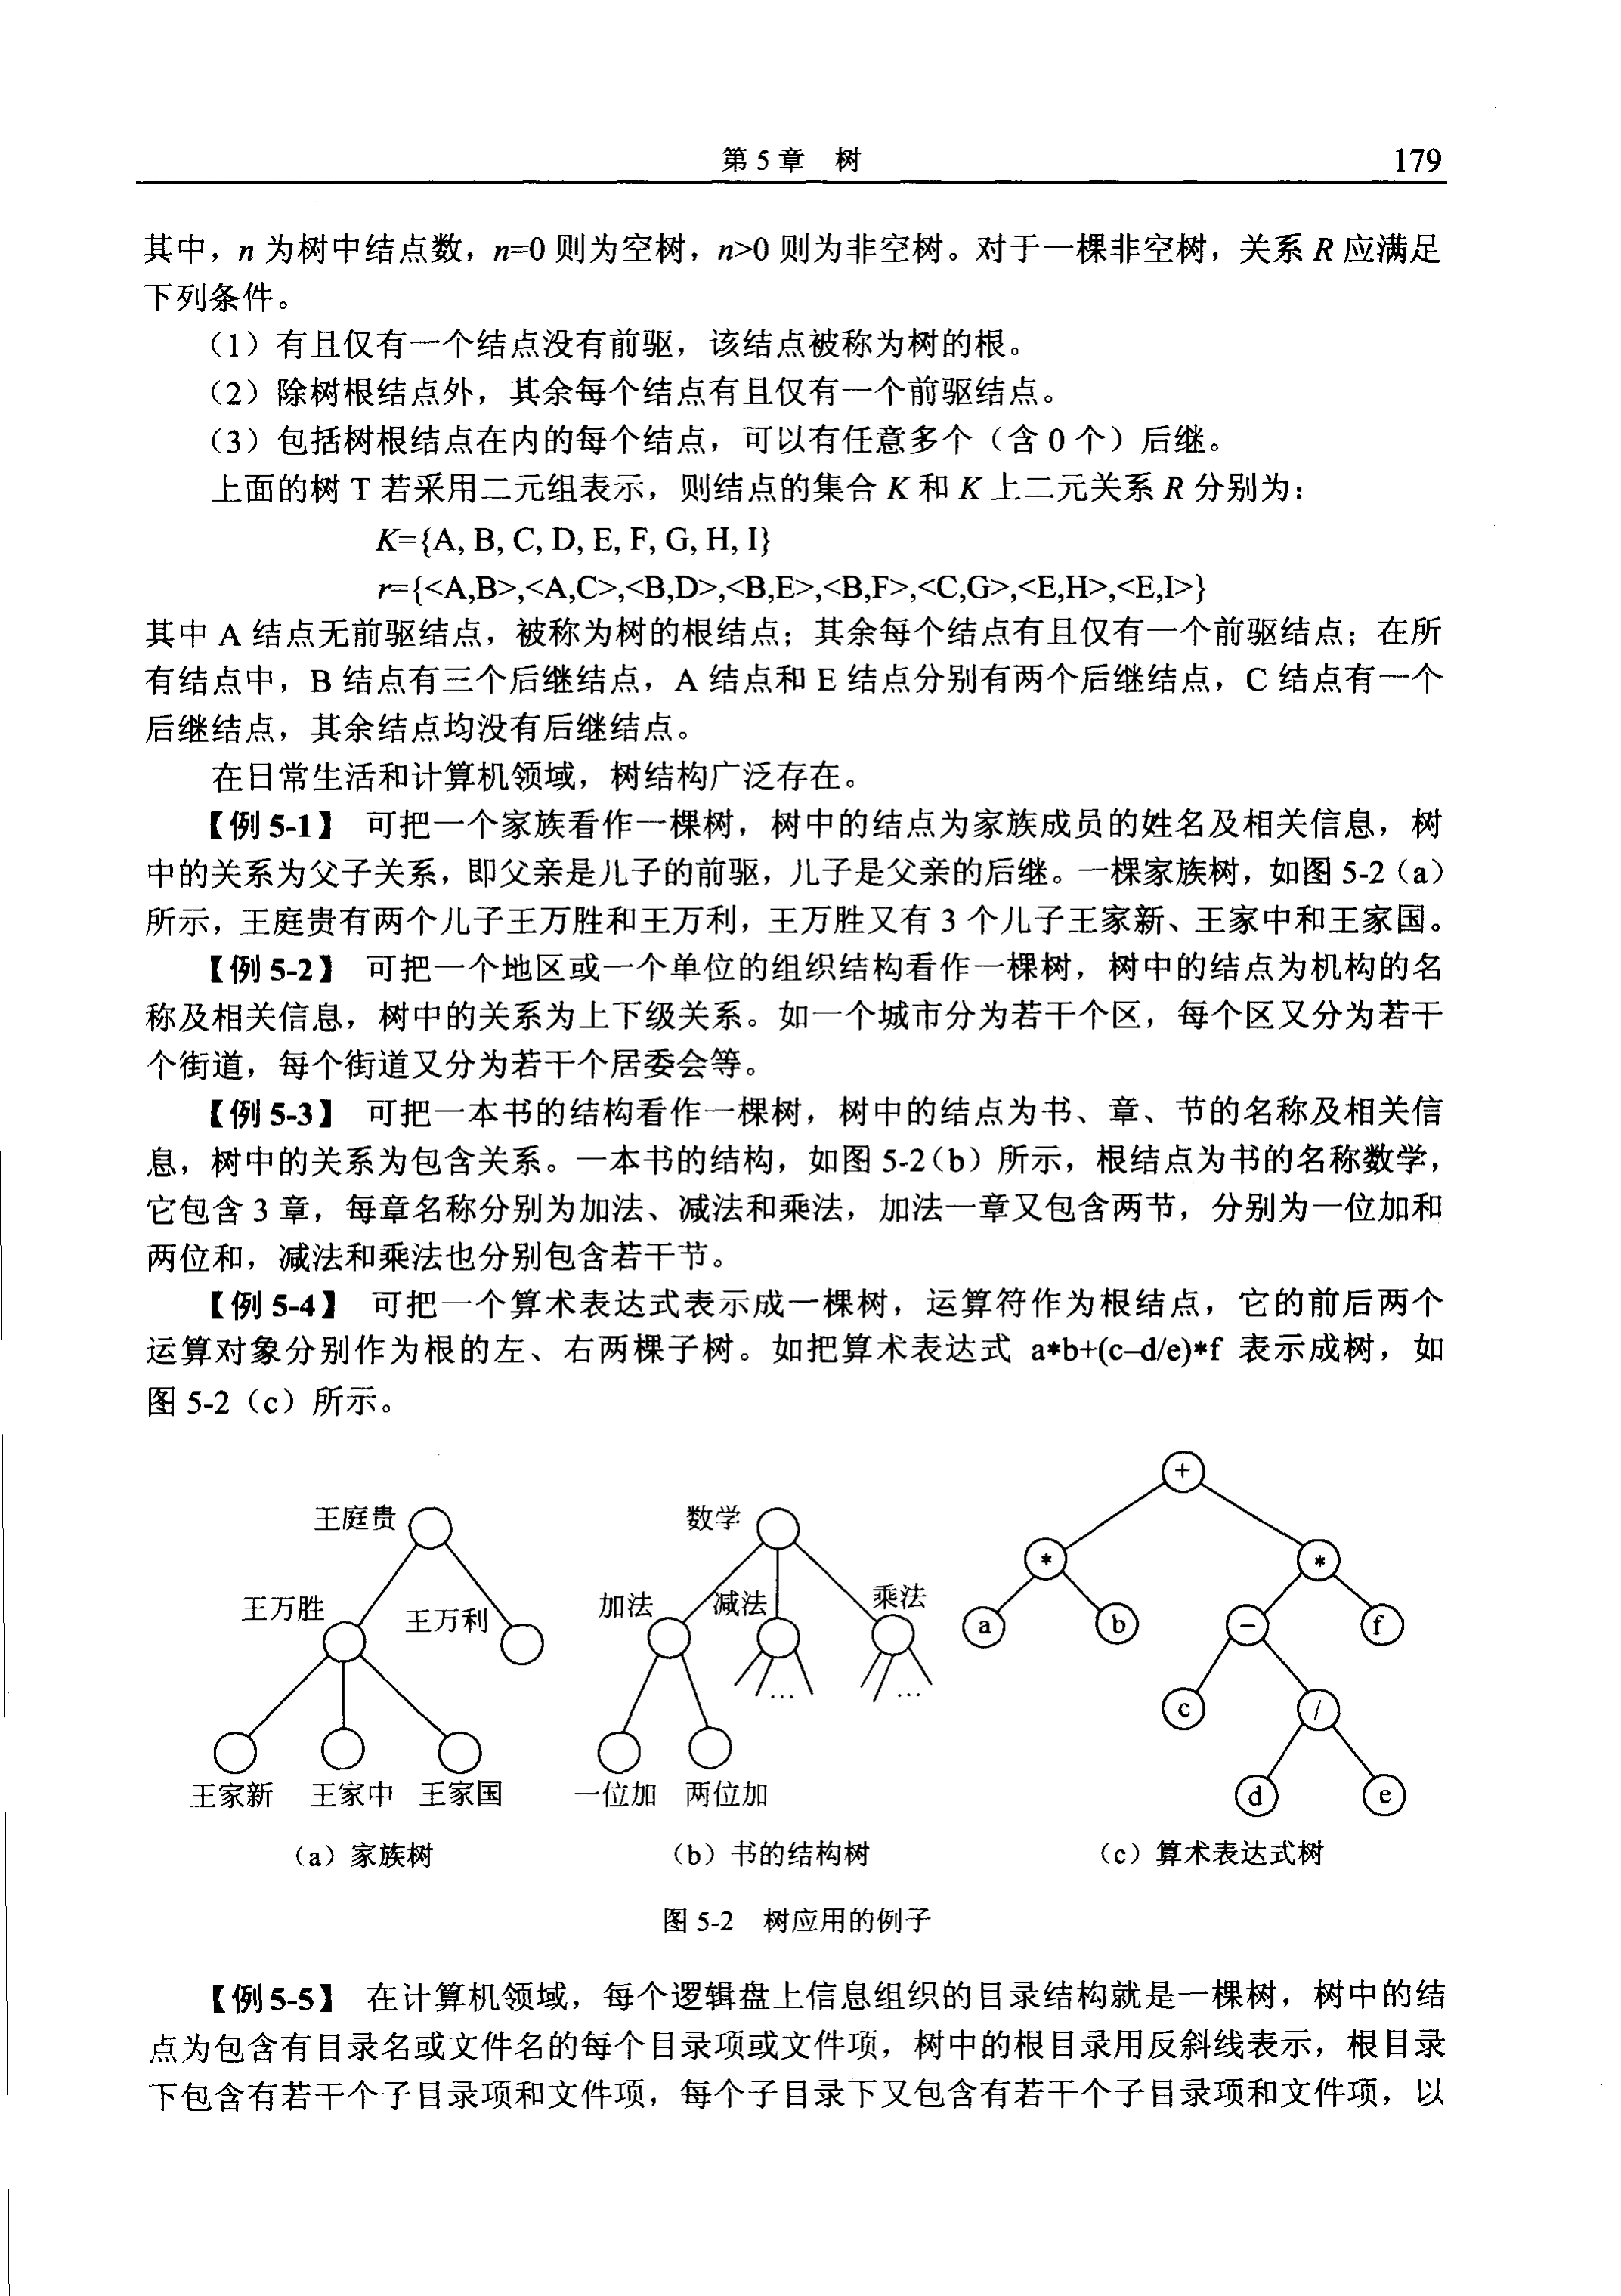 第 5 章 树
179
其中，n 为树中结点数，n=0 则为空树，n>0 则为非空树。对于一棵非空树，关系 R 应满足
下列条件。
（1）有且仅有一个结点没有前驱，该结点被称为树的根。
（2）除树根结点外，其余每个结点有且仅有一个前驱结点。
（3）包括树根结点在内的每个结点，可以有任意多个（含 0 个）后继。
上面的树 T 若采用二元组表示，则结点的集合 K 和 K 上二元关系 R 分别为：
K={A, B, C, D, E, F, G, H, I}
r={<A,B>,<A,C>,<B,D>,<B,E>,<B,F>,<C,G>,<E,H>,<E,I>}
其中 A 结点无前驱结点，被称为树的根结点；其余每个结点有且仅有一个前驱结点；在所
有结点中，B 结点有三个后继结点，A 结点和 E 结点分别有两个后继结点，C 结点有一个
后继结点，其余结点均没有后继结点。
在日常生活和计算机领域，树结构广泛存在。
【例 5-1】 可把一个家族看作一棵树，树中的结点为家族成员的姓名及相关信息，树
中的关系为父子关系，即父亲是儿子的前驱，儿子是父亲的后继。一棵家族树，如图 5-2（a）
所示，王庭贵有两个儿子王万胜和王万利，王万胜又有 3 个儿子王家新、王家中和王家国。
【例 5-2】 可把一个地区或一个单位的组织结构看作一棵树，树中的结点为机构的名
称及相关信息，树中的关系为上下级关系。如一个城市分为若干个区，每个区又分为若干
个街道，每个街道又分为若干个居委会等。
【例 5-3】 可把一本书的结构看作一棵树，树中的结点为书、章、节的名称及相关信
息，树中的关系为包含关系。一本书的结构，如图 5-2（b）所示，根结点为书的名称数学，
它包含 3 章，每章名称分别为加法、减法和乘法，加法一章又包含两节，分别为一位加和
两位和，减法和乘法也分别包含若干节。
【例 5-4】 可把一个算术表达式表示成一棵树，运算符作为根结点，它的前后两个
运算对象分别作为根的左、右两棵子树。如把算术表达式 a*b+(c–d/e)*f 表示成树，如
图 5-2（c）所示。
王庭贵
王万胜
王万利
王家新 王家中 王家国
（a）家族树
数学
加法 减法 乘法
… …
一位加 两位加
（b）书的结构树
+
* *
a b − f
c /
d e
（c）算术表达式树
图 5-2 树应用的例子
【例 5-5】 在计算机领域，每个逻辑盘上信息组织的目录结构就是一棵树，树中的结
点为包含有目录名或文件名的每个目录项或文件项，树中的根目录用反斜线表示，根目录
下包含有若干个子目录项和文件项，每个子目录下又包含有若干个子目录项和文件项，以